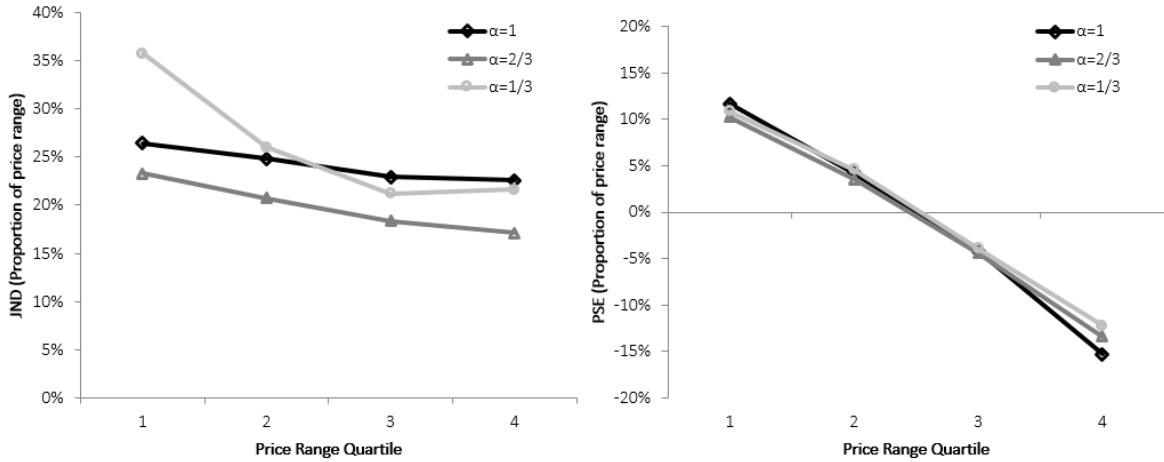 JND (Proportion of price range)
40%
35%
30%
25%
20%
15%
10%
5%
0%
α=1
α=2/3
α=1/3
1 2 3 4
Price Range Quartile
PSE (Proportion of price range)
20%
15%
10%
5%
0%
-5%
-10%
-15%
-20%
α=1
α=2/3
α=1/3
1 2 3 4
Price Range Quartile